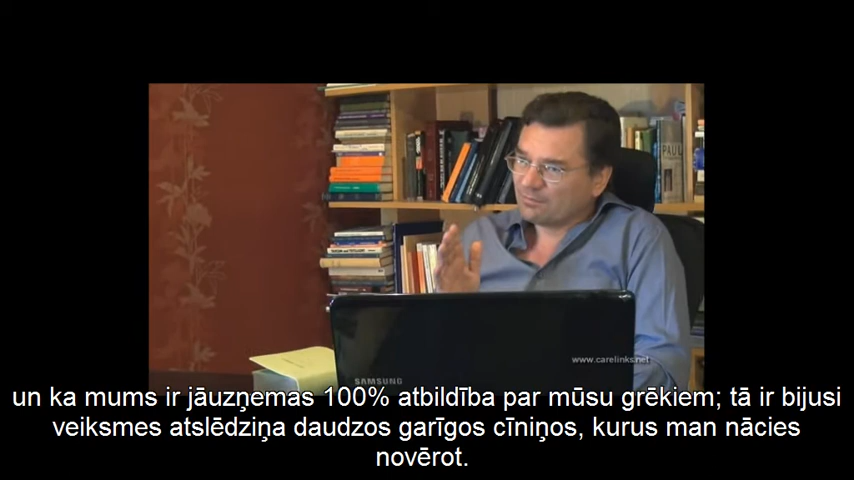 PAUL
www.carelinks.net
SAMSUNG
un ka mums ir jāuzņemas 100% atbildība par mūsu grēkiem; tā ir bijusi
veiksmes atslēdziņa daudzos garīgos cīniņos, kurus man nācies
novērot.